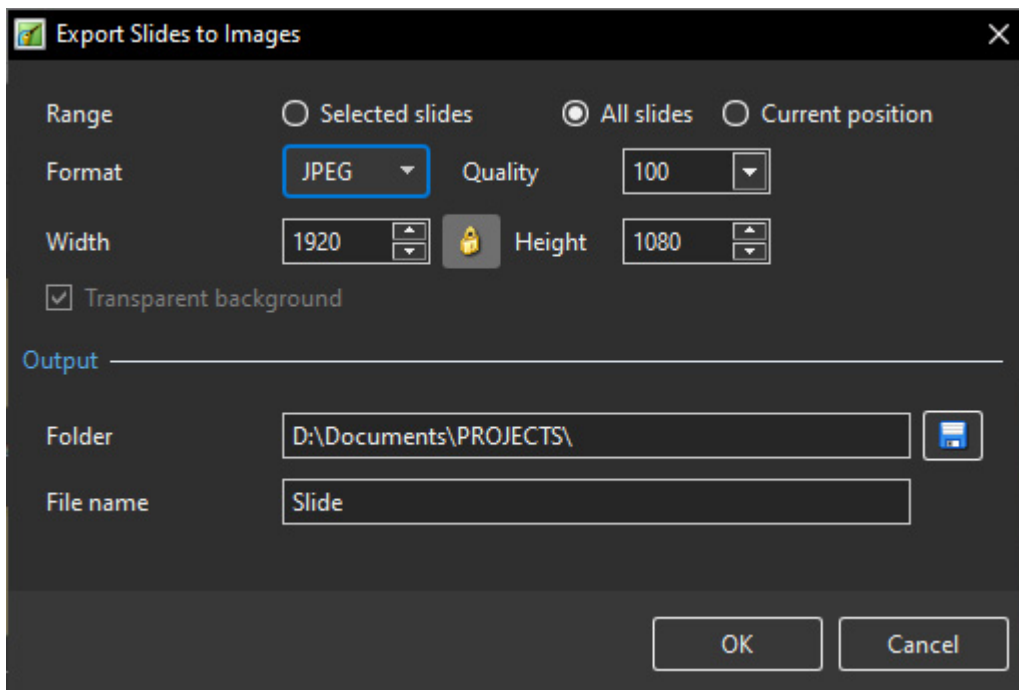 Export Slides to Images
Range Selected slides All slides Current position
Format JPEG Quality 100
Width 1920 Height 1080
Transparent background
Output
Folder D:\Documents\PROJECTS\
File name Slide
OK Cancel